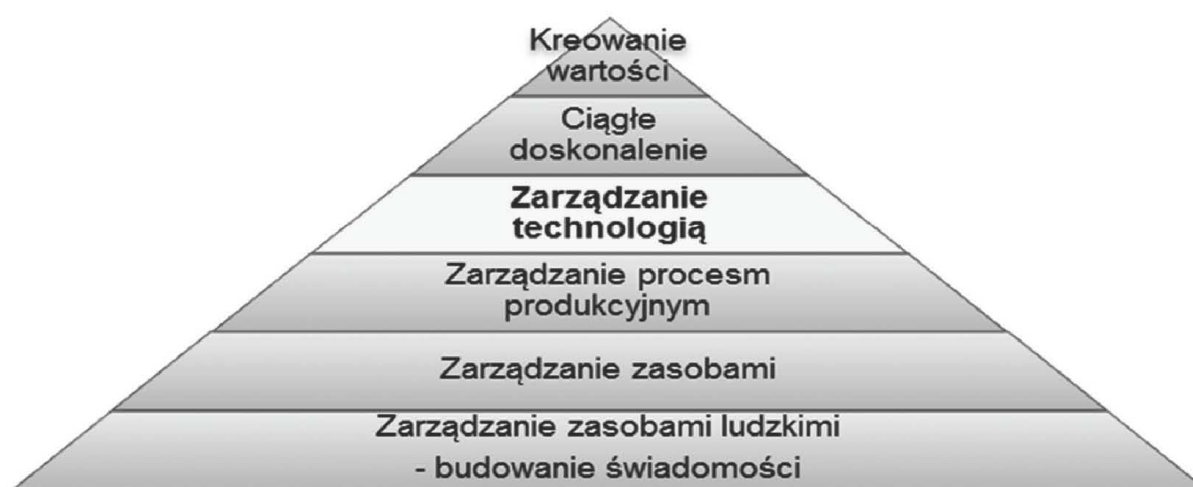 Kreowanie
wartości
Ciągłe
doskonalenie
Zarządzanie
technologią
Zarządzanie procesm
produkcyjnym
Zarządzanie zasobami
Zarządzanie zasobami ludzkimi
- budowanie świadomości